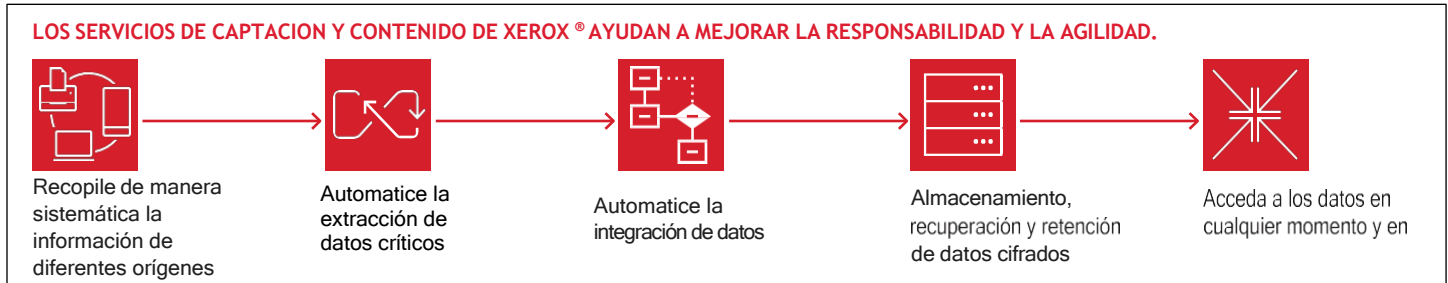 LOS SERVICIOS DE CAPTACION Y CONTENIDO DE XEROX ® AYUDAN A MEJORAR LA RESPONSABILIDAD Y LA AGILIDAD.
Recopile de manera
sistemática la
información de
diferentes orígenes
Automatice la
extracción de
datos críticos
Automatice la
integración de datos
Almacenamiento,
recuperación y retención
de datos cifrados
Acceda a los datos en
cualquier momento y en